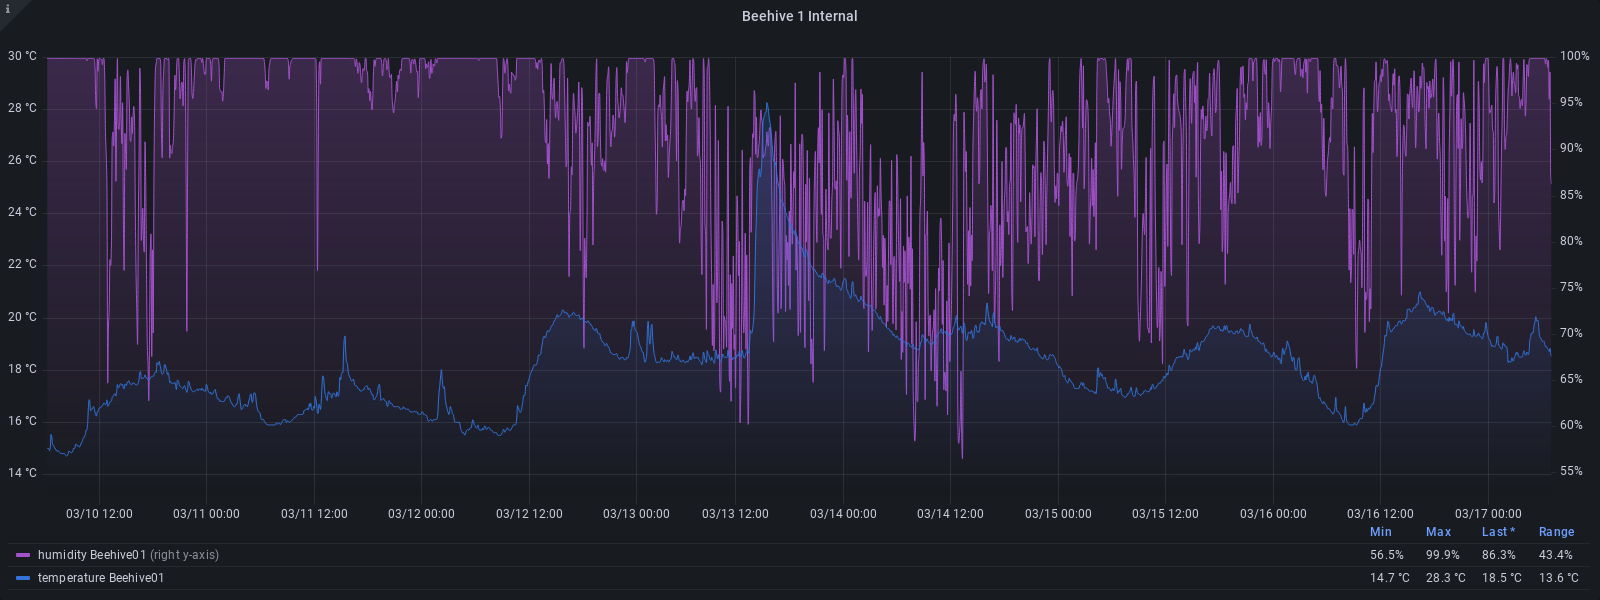 i
Beehive 1 Internal
30 °C 100%
28 °C 95%
26 °C 90%
24 °C 85%
22 °C 80%
20 °C 75%
18 °C 70%
16 °C 65%
14 °C 60%
55%
03/10 12:00 03/11 00:00 03/11 12:00 03/12 00:00 03/12 12:00 03/13 00:00 03/13 12:00 03/14 00:00 03/14 12:00 03/15 00:00 03/15 12:00 03/16 00:00 03/16 12:00 03/17 00:00
Min Max Last * Range
humidity Beehive01 (right y-axis) 56.5% 99.9% 86.3% 43.4%
temperature Beehive01 14.7 °C 28.3 °C 18.5 °C 13.6 °C